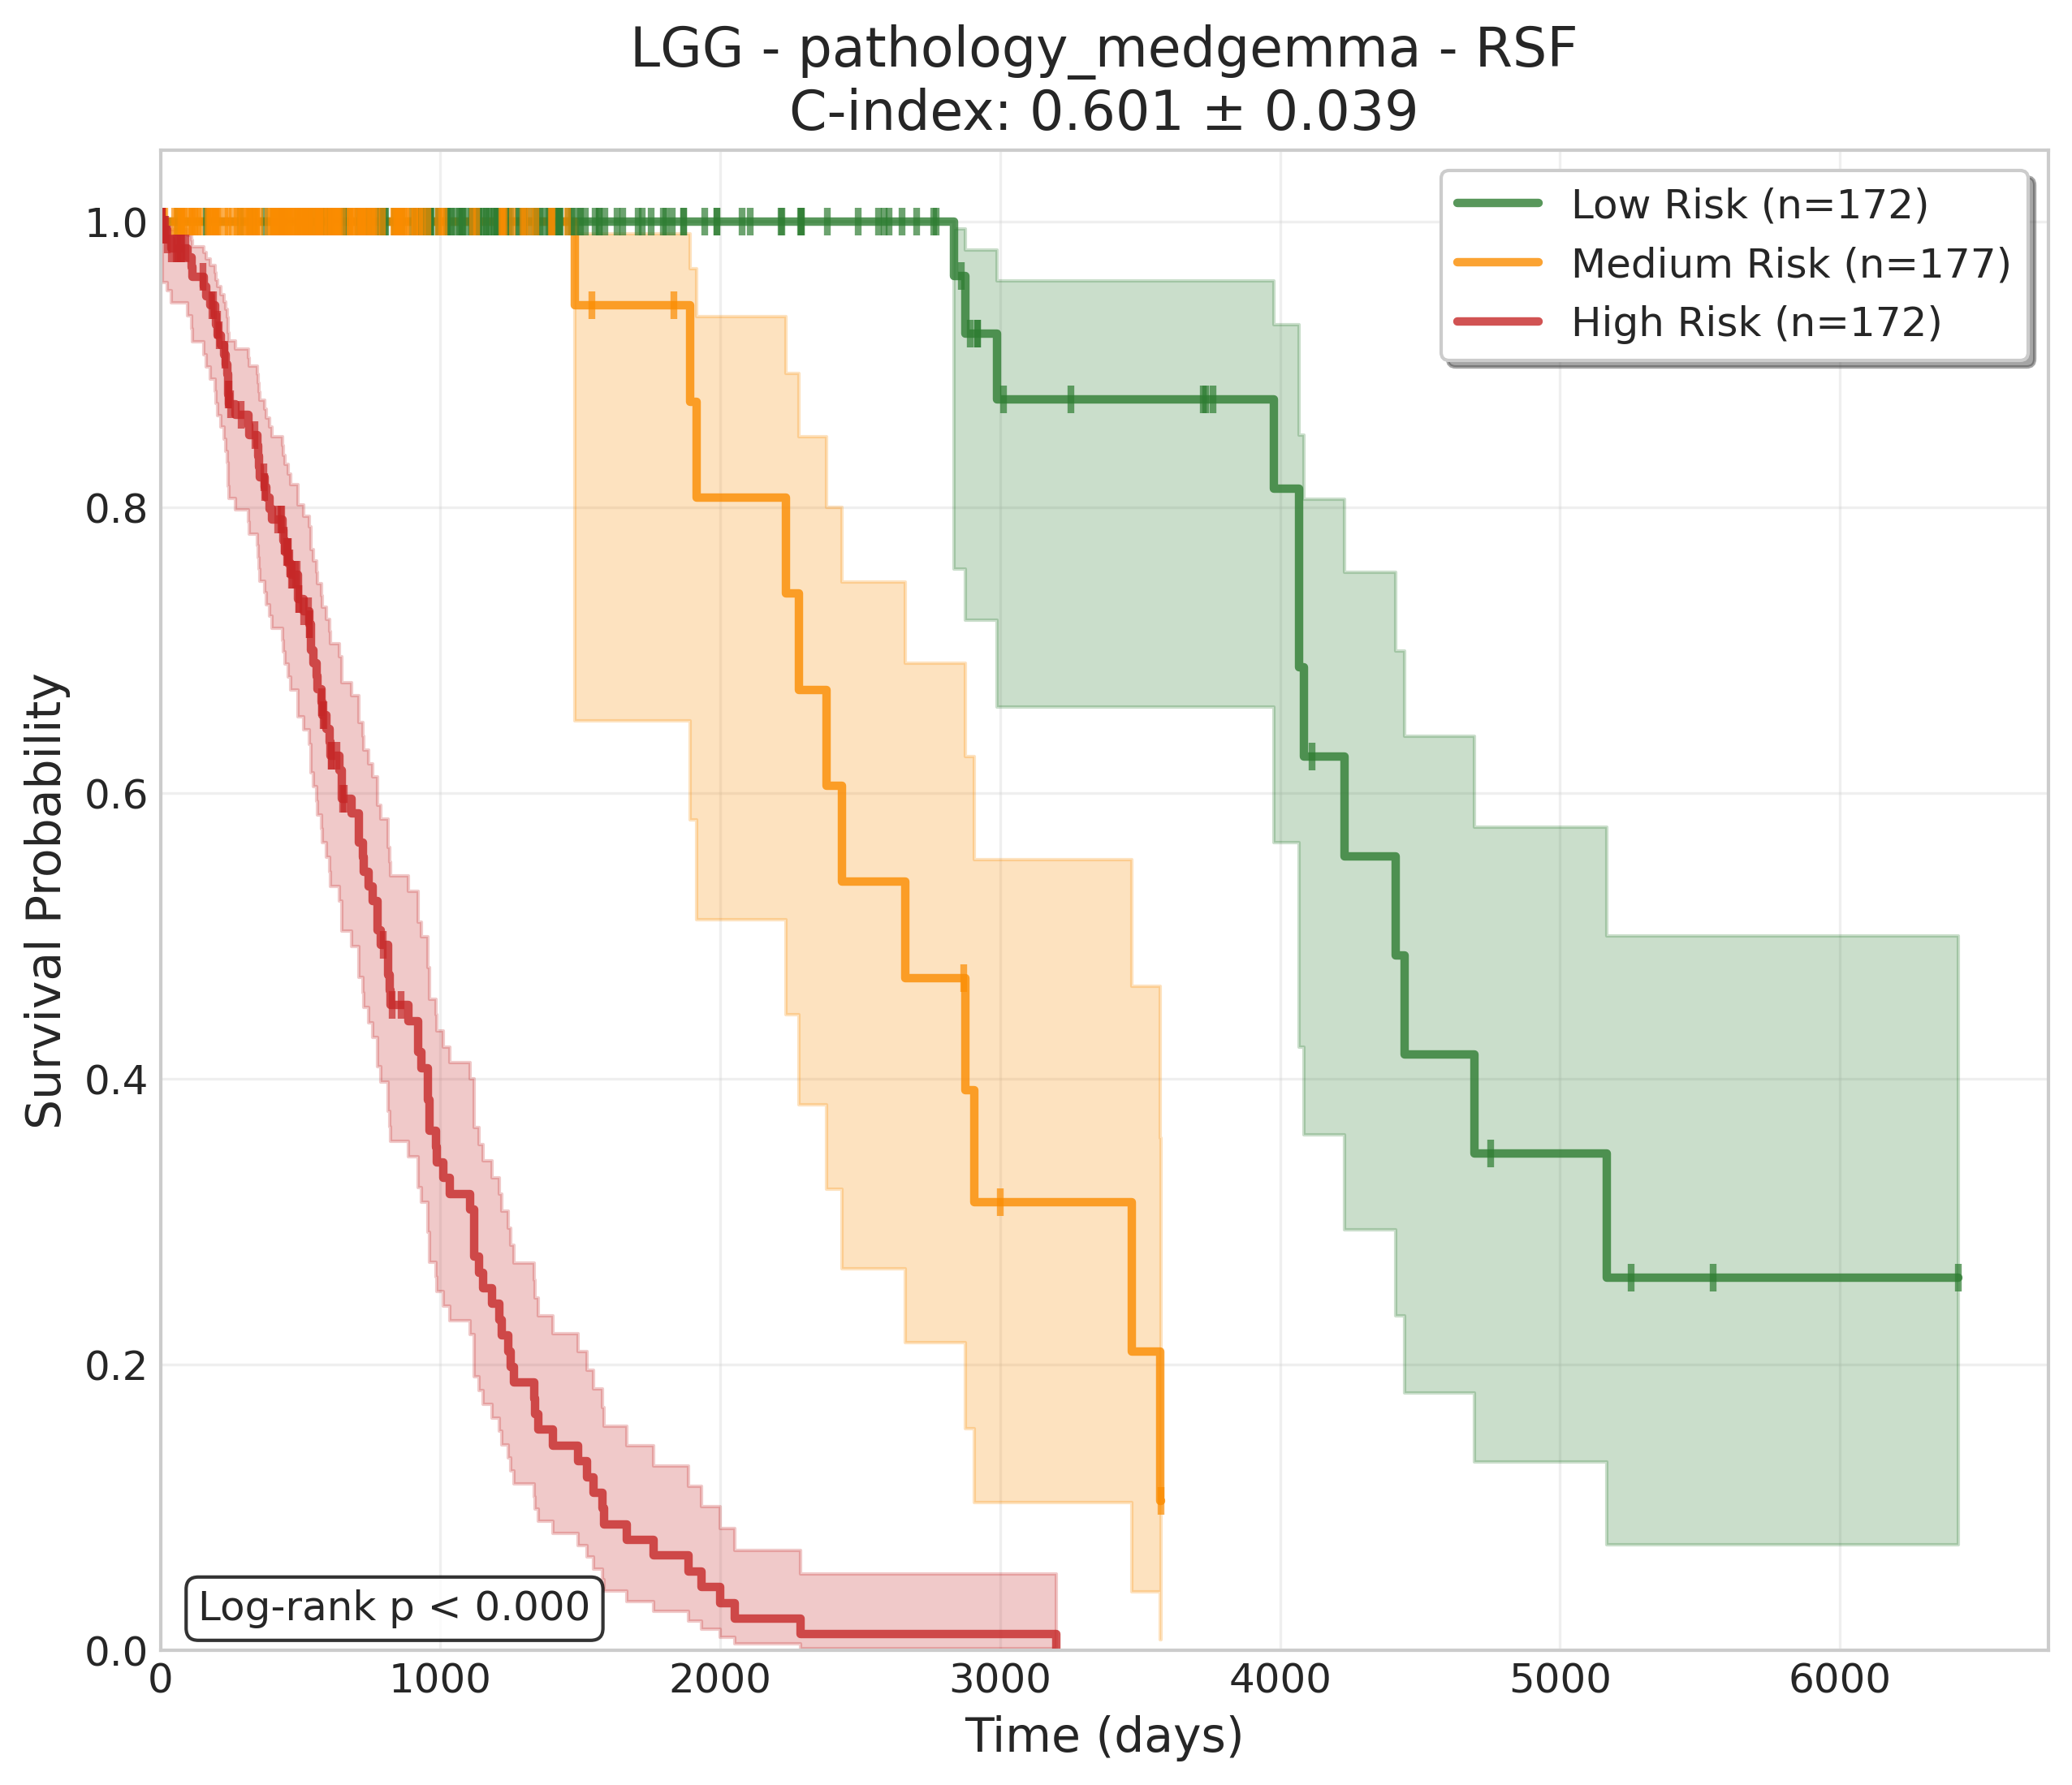 LGG - pathology_medgemma - RSF
C-index: 0.601 ± 0.039
Low Risk (n=172)
Medium Risk (n=177)
High Risk (n=172)
Survival Probability
1.0
0.8
0.6
0.4
0.2
0.0
Log-rank p < 0.000
0 1000 2000 3000 4000 5000 6000
Time (days)